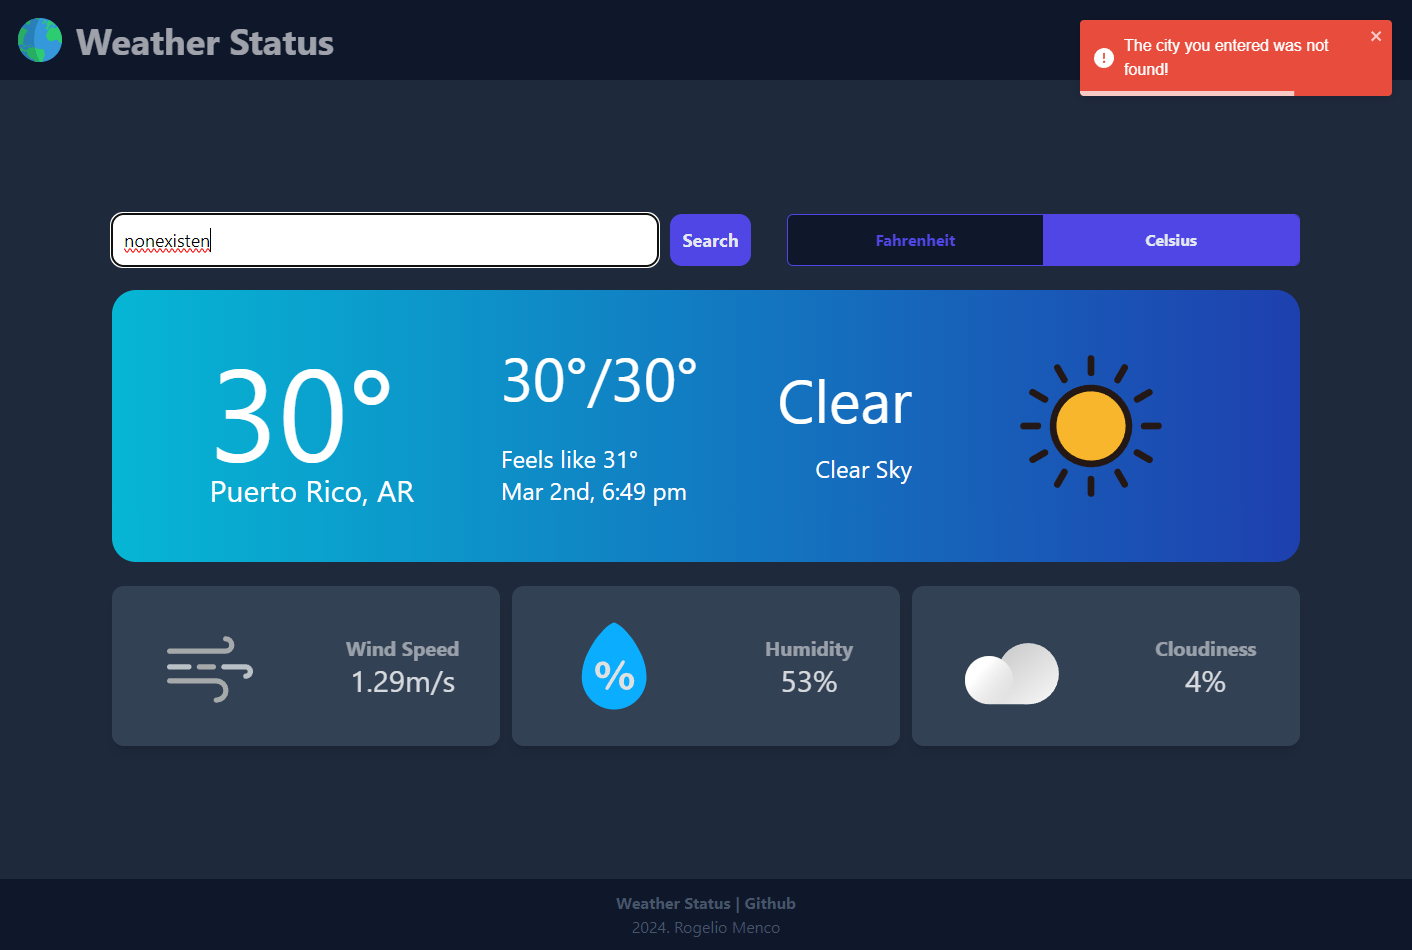 Weather Status
The city you entered was not
found!
nonexisten
Search
Fahrenheit
Celsius
30°
Puerto Rico, AR
30°/30°
Feels like 31°
Mar 2nd, 6:49 pm
Clear
Clear Sky
Wind Speed
1.29m/s
%
Humidity
53%
Cloudiness
4%
Weather Status | Github
2024. Rogelio Menco